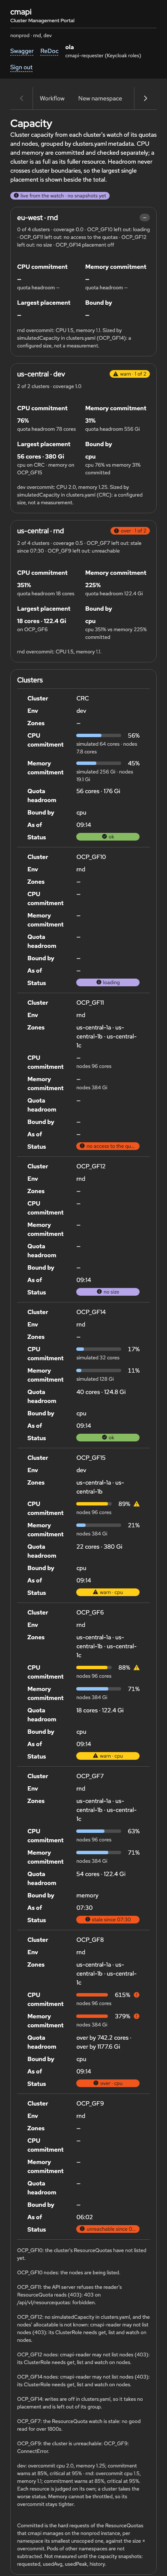 cmapi
Cluster Management Portal
nonprod · rnd, dev
Swagger ReDoc ola
cmapi-requester (Keycloak roles)
Sign out
Workflow New namespace
Capacity
Cluster capacity from each cluster's watch of its quotas
and nodes, grouped by clusters.yaml metadata. CPU
and memory are committed and checked separately; a
cluster is as full as its fuller resource. Headroom never
crosses cluster boundaries, so the largest single
placement is shown beside the total.
live from the watch · no snapshots yet
eu-west · rnd –
0 of 4 clusters · coverage 0.0 · OCP_GF10 left out: loading
· OCP_GF11 left out: no access to the quotas · OCP_GF12
left out: no size · OCP_GF14 placement off
CPU commitment Memory commitment
– –
quota headroom – quota headroom –
Largest placement Bound by
– –
rnd overcommit: CPU 1.5, memory 1.1. Sized by
simulatedCapacity in clusters.yaml (OCP_GF14): a
configured size, not a measurement.
us-central · dev warn · 1 of 2
2 of 2 clusters · coverage 1.0
CPU commitment Memory commitment
76% 31%
quota headroom 78 cores quota headroom 556 Gi
Largest placement Bound by
56 cores · 380 Gi cpu
cpu on CRC · memory on cpu 76% vs memory 31%
OCP_GF15 committed
dev overcommit: CPU 2.0, memory 1.25. Sized by
simulatedCapacity in clusters.yaml (CRC): a configured
size, not a measurement.
us-central · rnd over · 1 of 2
2 of 4 clusters · coverage 0.5 · OCP_GF7 left out: stale
since 07:30 · OCP_GF9 left out: unreachable
CPU commitment Memory commitment
351% 225%
quota headroom 18 cores quota headroom 122.4 Gi
Largest placement Bound by
18 cores · 122.4 Gi cpu
on OCP_GF6 cpu 351% vs memory 225%
committed
rnd overcommit: CPU 1.5, memory 1.1.
Clusters
Cluster CRC
Env dev
Zones –
CPU commitment 56%
simulated 64 cores · nodes
7.8 cores
Memory commitment 45%
simulated 256 Gi · nodes
19.1 Gi
Quota headroom 56 cores · 176 Gi
Bound by cpu
As of 09:14
Status ok
Cluster OCP_GF10
Env rnd
Zones –
CPU commitment –
Memory commitment –
Quota headroom –
Bound by –
As of –
Status loading
Cluster OCP_GF11
Env rnd
Zones us-central-1a · us-
central-1b · us-central-
1c
CPU commitment –
nodes 96 cores
Memory commitment –
nodes 384 Gi
Quota headroom –
Bound by –
As of –
Status no access to the qu…
Cluster OCP_GF12
Env rnd
Zones –
CPU commitment –
Memory commitment –
Quota headroom –
Bound by –
As of 09:14
Status no size
Cluster OCP_GF14
Env rnd
Zones –
CPU commitment 17%
simulated 32 cores
Memory commitment 11%
simulated 128 Gi
Quota headroom 40 cores · 124.8 Gi
Bound by cpu
As of 09:14
Status ok
Cluster OCP_GF15
Env dev
Zones us-central-1a · us-
central-1b
CPU commitment 89%
nodes 96 cores
Memory commitment 21%
nodes 384 Gi
Quota headroom 22 cores · 380 Gi
Bound by cpu
As of 09:14
Status warn · cpu
Cluster OCP_GF6
Env rnd
Zones us-central-1a · us-
central-1b · us-central-
1c
CPU commitment 88%
nodes 96 cores
Memory commitment 71%
nodes 384 Gi
Quota headroom 18 cores · 122.4 Gi
Bound by cpu
As of 09:14
Status warn · cpu
Cluster OCP_GF7
Env rnd
Zones us-central-1a · us-
central-1b · us-central-
1c
CPU commitment 63%
nodes 96 cores
Memory commitment 71%
nodes 384 Gi
Quota headroom 54 cores · 122.4 Gi
Bound by memory
As of 07:30
Status stale since 07:30
Cluster OCP_GF8
Env rnd
Zones us-central-1a · us-
central-1b · us-central-
1c
CPU commitment 615%
nodes 96 cores
Memory commitment 379%
nodes 384 Gi
Quota headroom over by 742.2 cores ·
over by 1177.6 Gi
Bound by cpu
As of 09:14
Status over · cpu
Cluster OCP_GF9
Env rnd
Zones –
CPU commitment –
Memory commitment –
Quota headroom –
Bound by –
As of 06:02
Status unreachable since 0…
OCP_GF10: the cluster's ResourceQuotas have not listed
yet.
OCP_GF10 nodes: the nodes are being listed.
OCP_GF11: the API server refuses the reader's
ResourceQuota reads (403): 403 on
/api/v1/resourcequotas: forbidden.
OCP_GF12: no simulatedCapacity in clusters.yaml, and the
nodes' allocatable is not known: cmapi-reader may not list
nodes (403): its ClusterRole needs get, list and watch on
nodes.
OCP_GF12 nodes: cmapi-reader may not list nodes (403):
its ClusterRole needs get, list and watch on nodes.
OCP_GF14 nodes: cmapi-reader may not list nodes (403):
its ClusterRole needs get, list and watch on nodes.
OCP_GF14: writes are off in clusters.yaml, so it takes no
placement and is left out of its group.
OCP_GF7: the ResourceQuota watch is stale: no good
read for over 1800s.
OCP_GF9: the cluster is unreachable: OCP_GF9:
ConnectError.
dev: overcommit cpu 2.0, memory 1.25; commitment
warns at 85%, critical at 95% · rnd: overcommit cpu 1.5,
memory 1.1; commitment warns at 85%, critical at 95%.
Each resource is judged on its own; a cluster takes the
worse status. Memory cannot be throttled, so its
overcommit stays tighter.
Committed is the hard requests of the ResourceQuotas
that cmapi manages on the nonprod instance, per
namespace its smallest unscoped one, against the size ×
overcommit. Pods of other namespaces are not
subtracted. Not measured until the capacity snapshots:
requested, usedAvg, usedPeak, history.